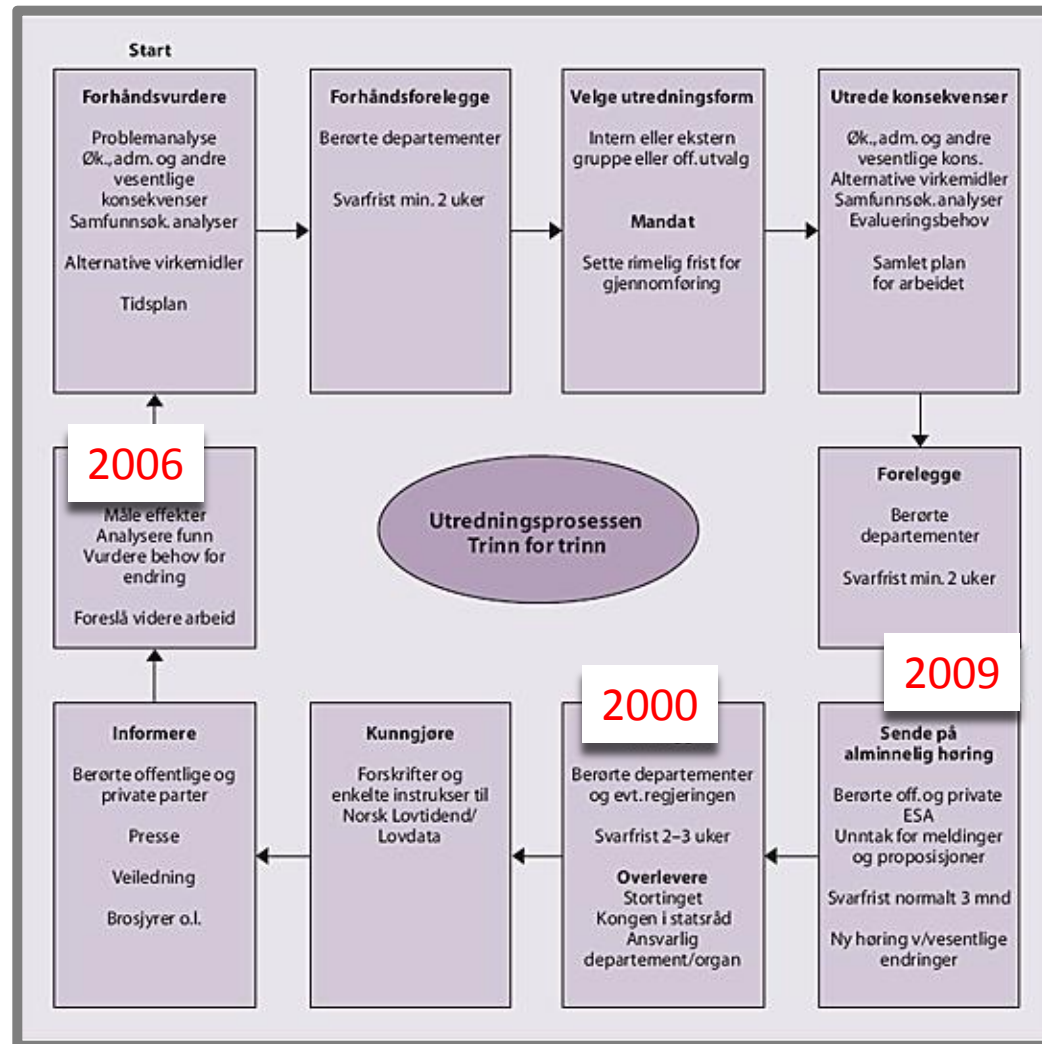 Start
Forhåndsvurdere
Problemanalyse
Øk., adm. og andre
vesentlige
konsekvenser
Samfunnsøk. analyser
Alternative virkemidler
Tidsplan
Forhåndsforelegge
Berørte departementer
Svarfrist min. 2 uker
Velge utredningsform
Intern eller ekstern
gruppe eller off. utvalg
Mandat
Sette rimelig frist for
gjennomføring
Utrede konsekvenser
Øk., adm. og andre
vesentlige kons.
Alternative virkemidler
Samfunnsøk. analyser
Evalueringsbehov
Samlet plan
for arbeidet
2006
Måle effekter
Analysere funn
Vurdere behov for
endring
Foreslå videre arbeid
Utredningsprosessen
Trinn for trinn
Forelegge
Berørte
departementer
Svarfrist min. 2 uker
Informere
Berørte offentlige og
private parter
Presse
Veiledning
Brosjyrer o.l.
Kunngjøre
Forskrifter og
enkelte instrukser til
Norsk Lovtidend/
Lovdata
2000
Berørte departementer
og evt. regjeringen
Svarfrist 2–3 uker
Overlevere
Stortinget
Kongen i statsråd
Ansvarlig
departement/organ
2009
Sende på
alminnelig høring
Berørte off. og private
ESA
Unntak for meldinger
og proposisjoner
Svarfrist normalt 3 mnd
Ny høring v/vesentlige
endringer